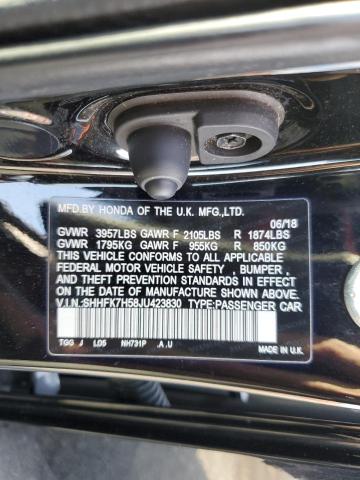 MFD.BY HONDA OF THE U.K. MFG.,LTD.
06/18
GVWR 3957LBS GAWR F 2105LBS R 1874LBS
GVWR 1795KG GAWR F 955KG R 850KG
THIS VEHICLE CONFORMS TO ALL APPLICABLE
FEDERAL MOTOR VEHICLE SAFETY, BUMPER, AND
THEFT PREVENTION STANDARDS IN EFFECT ON
THE DATE OF MANUFACTURE SHOWN ABOVE.
V.I.N.:SHHFK7H58JU423830 TYPE:PASSENGER CAR
TGG J LD5 NH731P .A.U MADE IN U.K.